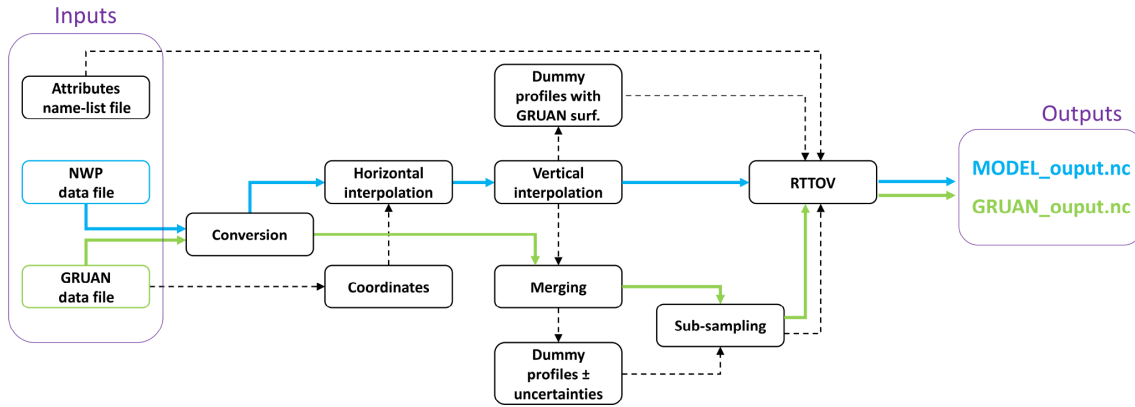 Inputs
Attributes
name-list file
NWP
data file
GRUAN
data file
Conversion
Horizontal
interpolation
Coordinates
Dummy
profiles with
GRUAN surf.
Vertical
interpolation
Merging
Dummy
profiles ±
uncertainties
Sub-sampling
RTTOV
Outputs
MODEL_ouput.nc
GRUAN_ouput.nc